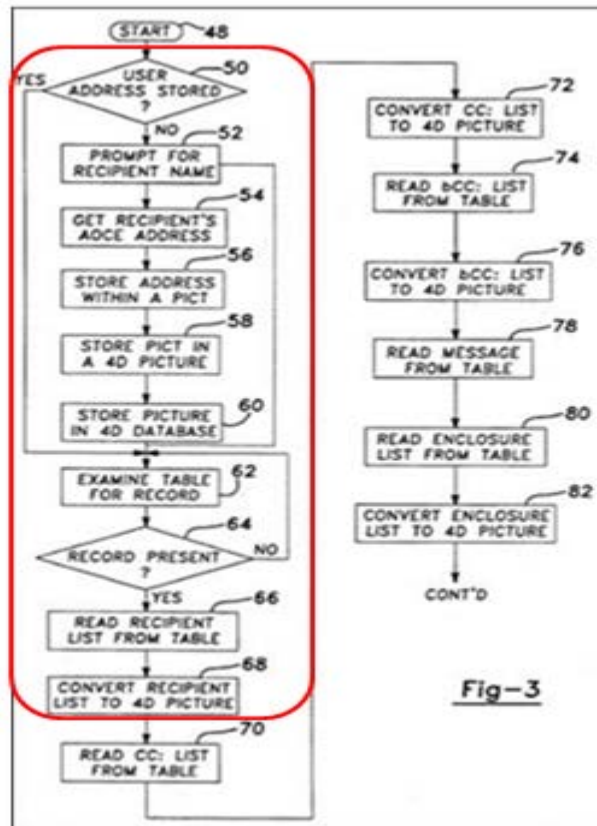 START
48
50
YES
USER
ADDRESS STORED
?
NO
52
PROMPT FOR
RECIPIENT NAME
54
GET RECIPIENT'S
AOCE ADDRESS
56
STORE ADDRESS
WITHIN A PICT
58
STORE PICT
IN A 4D PICTURE
60
STORE PICTURE
IN 4D DATABASE
62
EXAMINE TABLE
FOR RECORD
64
RECORD PRESENT
?
NO
YES
66
READ RECIPIENT
LIST FROM TABLE
68
CONVERT RECIPIENT
LIST TO 4D PICTURE
70
READ CC: LIST
FROM TABLE
72
CONVERT CC: LIST
TO 4D PICTURE
74
READ bCC: LIST
FROM TABLE
76
CONVERT bCC: LIST
TO 4D PICTURE
78
READ MESSAGE
FROM TABLE
80
READ ENCLOSURE
LIST FROM TABLE
82
CONVERT ENCLOSURE
LIST TO 4D PICTURE
CONT'D
Fig-3